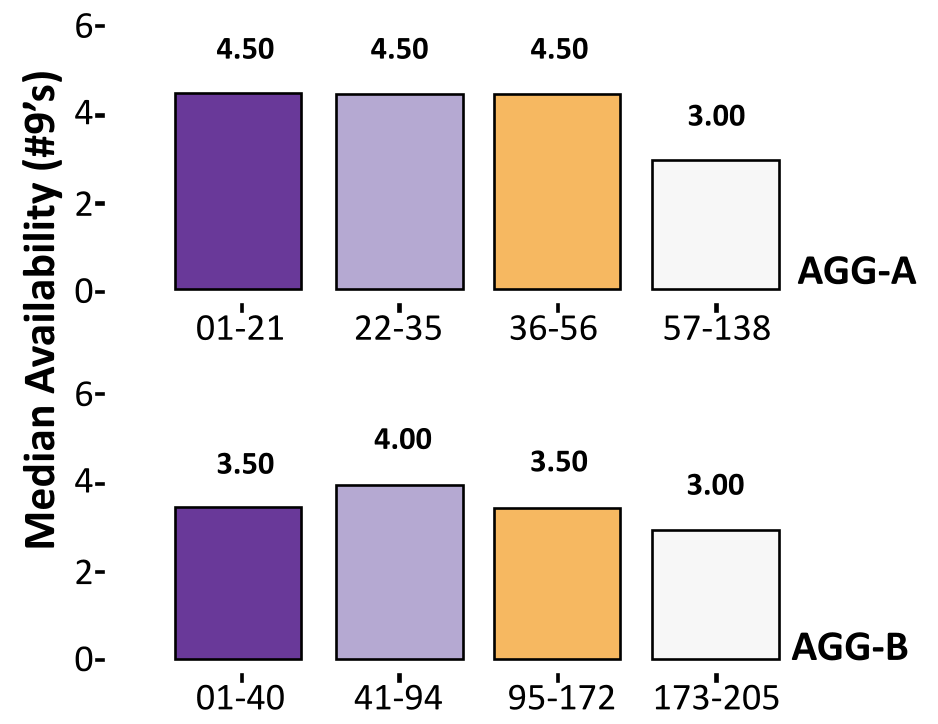 Median Availability (#9's)
6-
4.50 4.50 4.50
4-
3.00
2-
0-
AGG-A
01-21 22-35 36-56 57-138
6-
4.00
3.50 3.50
4-
3.00
2-
0-
AGG-B
01-40 41-94 95-172 173-205